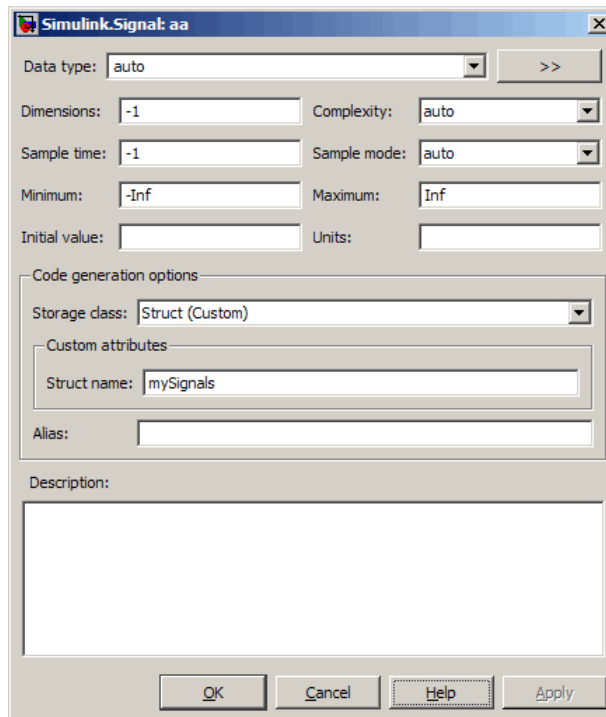 Simulink.Signal: aa
Data type: auto >>
Dimensions: -1 Complexity: auto
Sample time: -1 Sample mode: auto
Minimum: -Inf Maximum: Inf
Initial value: Units:
Code generation options
Storage class: Struct (Custom)
Custom attributes
Struct name: mySignals
Alias:
Description:
OK Cancel Help Apply